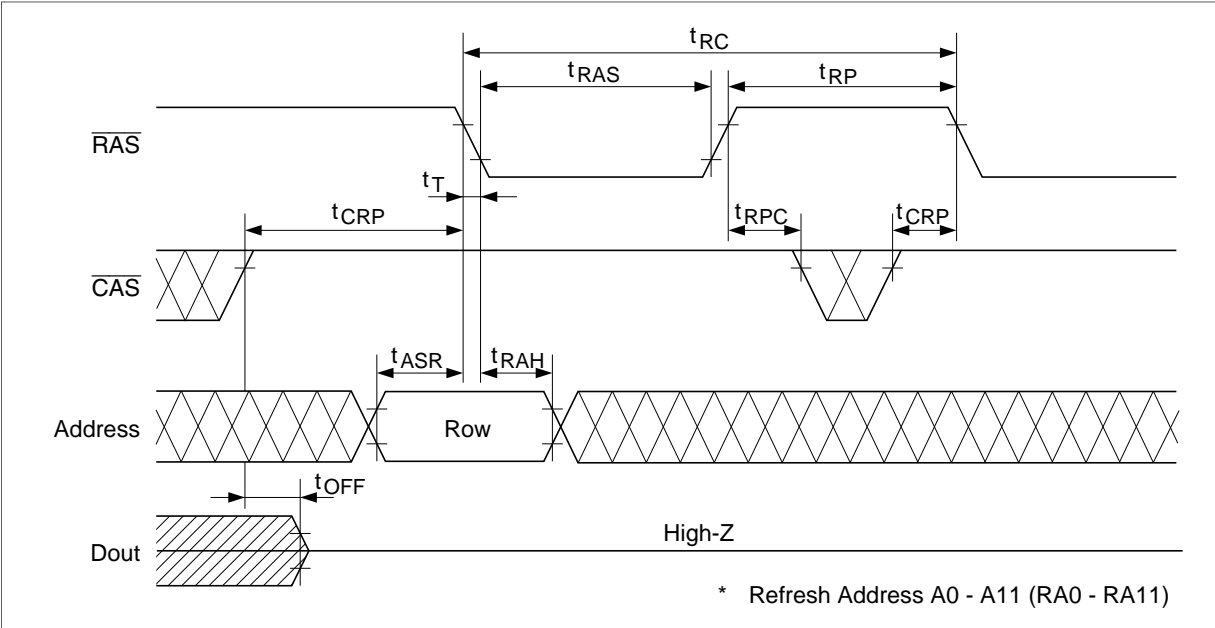 tRC
tRAS
tRP
RAS
tT
tCRP
tRPC
tCRP
CAS
tASR
tRAH
Address
Row
tOFF
Dout
High-Z
* Refresh Address A0 - A11 (RA0 - RA11)